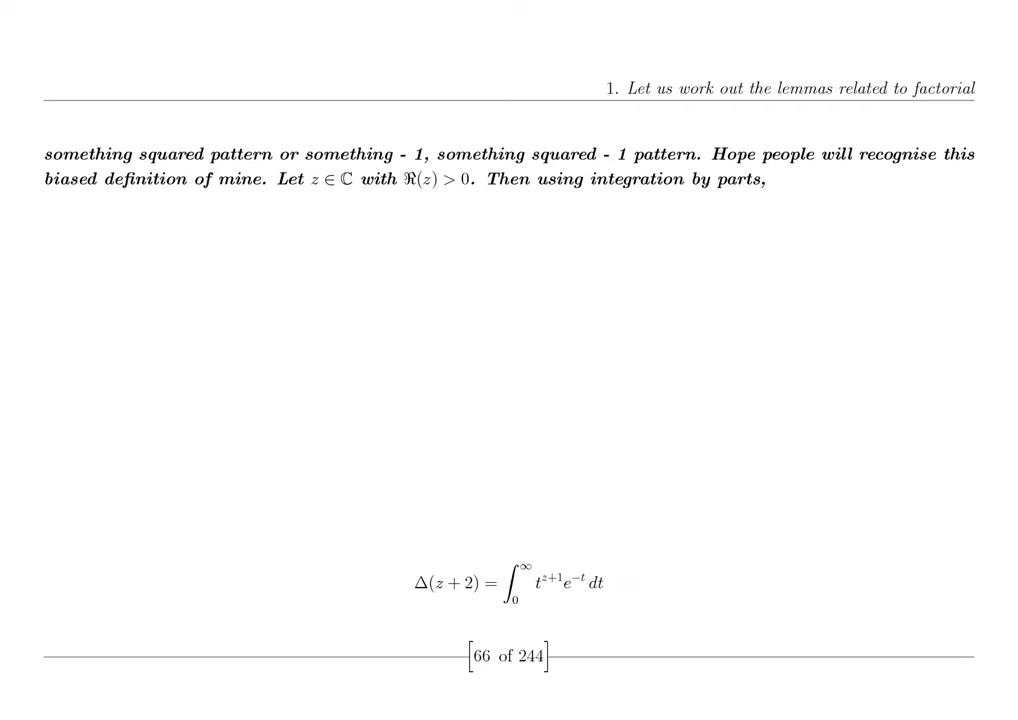 1. Let us work out the lemmas related to factorial
something squared pattern or something - 1, something squared - 1 pattern. Hope people will recognise this
biased definition of mine. Let z ∈ ℂ with ℜ(z) > 0. Then using integration by parts,
Δ(z + 2) = ∫₀^∞ t^{z+1} e^{−t} dt
[66 of 244]